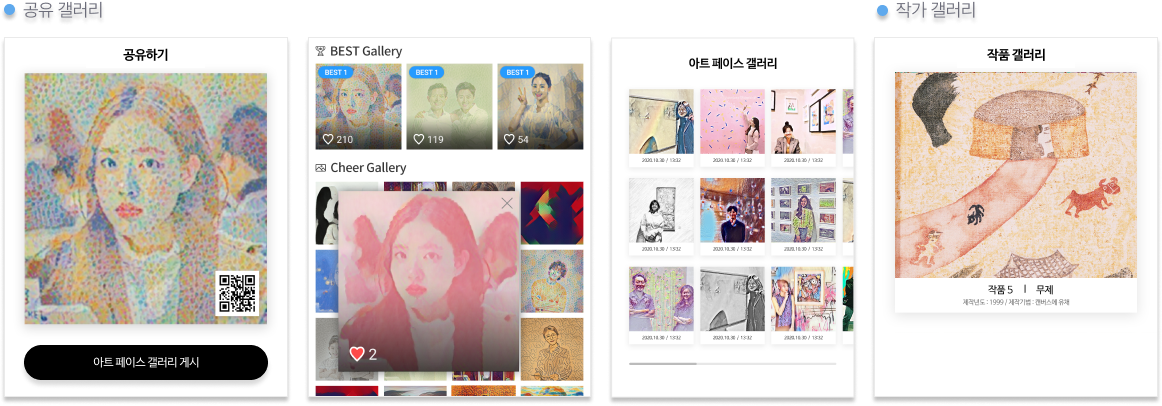 공유 갤러리
작가 갤러리
공유하기
아트 페이스 갤러리 게시
BEST Gallery
BEST 1
BEST 1
BEST 1
210
119
54
Cheer Gallery
2
아트 페이스 갤러리
2020.10.30 / 13:32
2020.10.30 / 13:32
2020.10.30 / 13:32
2020.10.30 / 13:32
2020.10.30 / 13:32
2020.10.30 / 13:32
2020.10.30 / 13:32
2020.10.30 / 13:32
2020.10.30 / 13:32
작품 갤러리
작품 5 | 무제
제작년도 : 1999 / 제작기법 : 캔버스에 유채